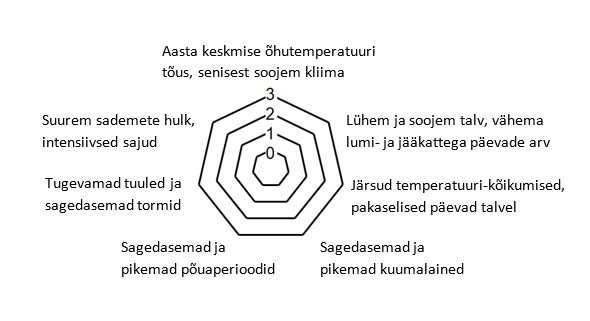 Aasta keskmise õhutemperatuuri
tõus, senisest soojem kliima
3
2
1
0
Suurem sademete hulk,
intensiivsed sajud
Lühem ja soojem talv, vähema
lumi- ja jääkattega päevade arv
Tugevamad tuuled ja
sagedasemad tormid
Järsud temperatuuri-kõikumised,
pakaselised päevad talvel
Sagedasemad ja
pikemad põuaperioodid
Sagedasemad ja
pikemad kuumalained